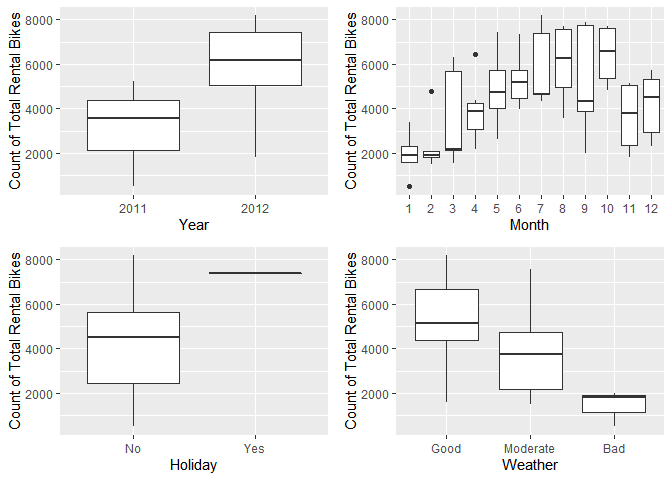 Count of Total Rental Bikes
8000
6000
4000
2000
2011 2012
Year
Count of Total Rental Bikes
8000
6000
4000
2000
1 2 3 4 5 6 7 8 9 10 11 12
Month
Count of Total Rental Bikes
8000
6000
4000
2000
No Yes
Holiday
Count of Total Rental Bikes
8000
6000
4000
2000
Good Moderate Bad
Weather